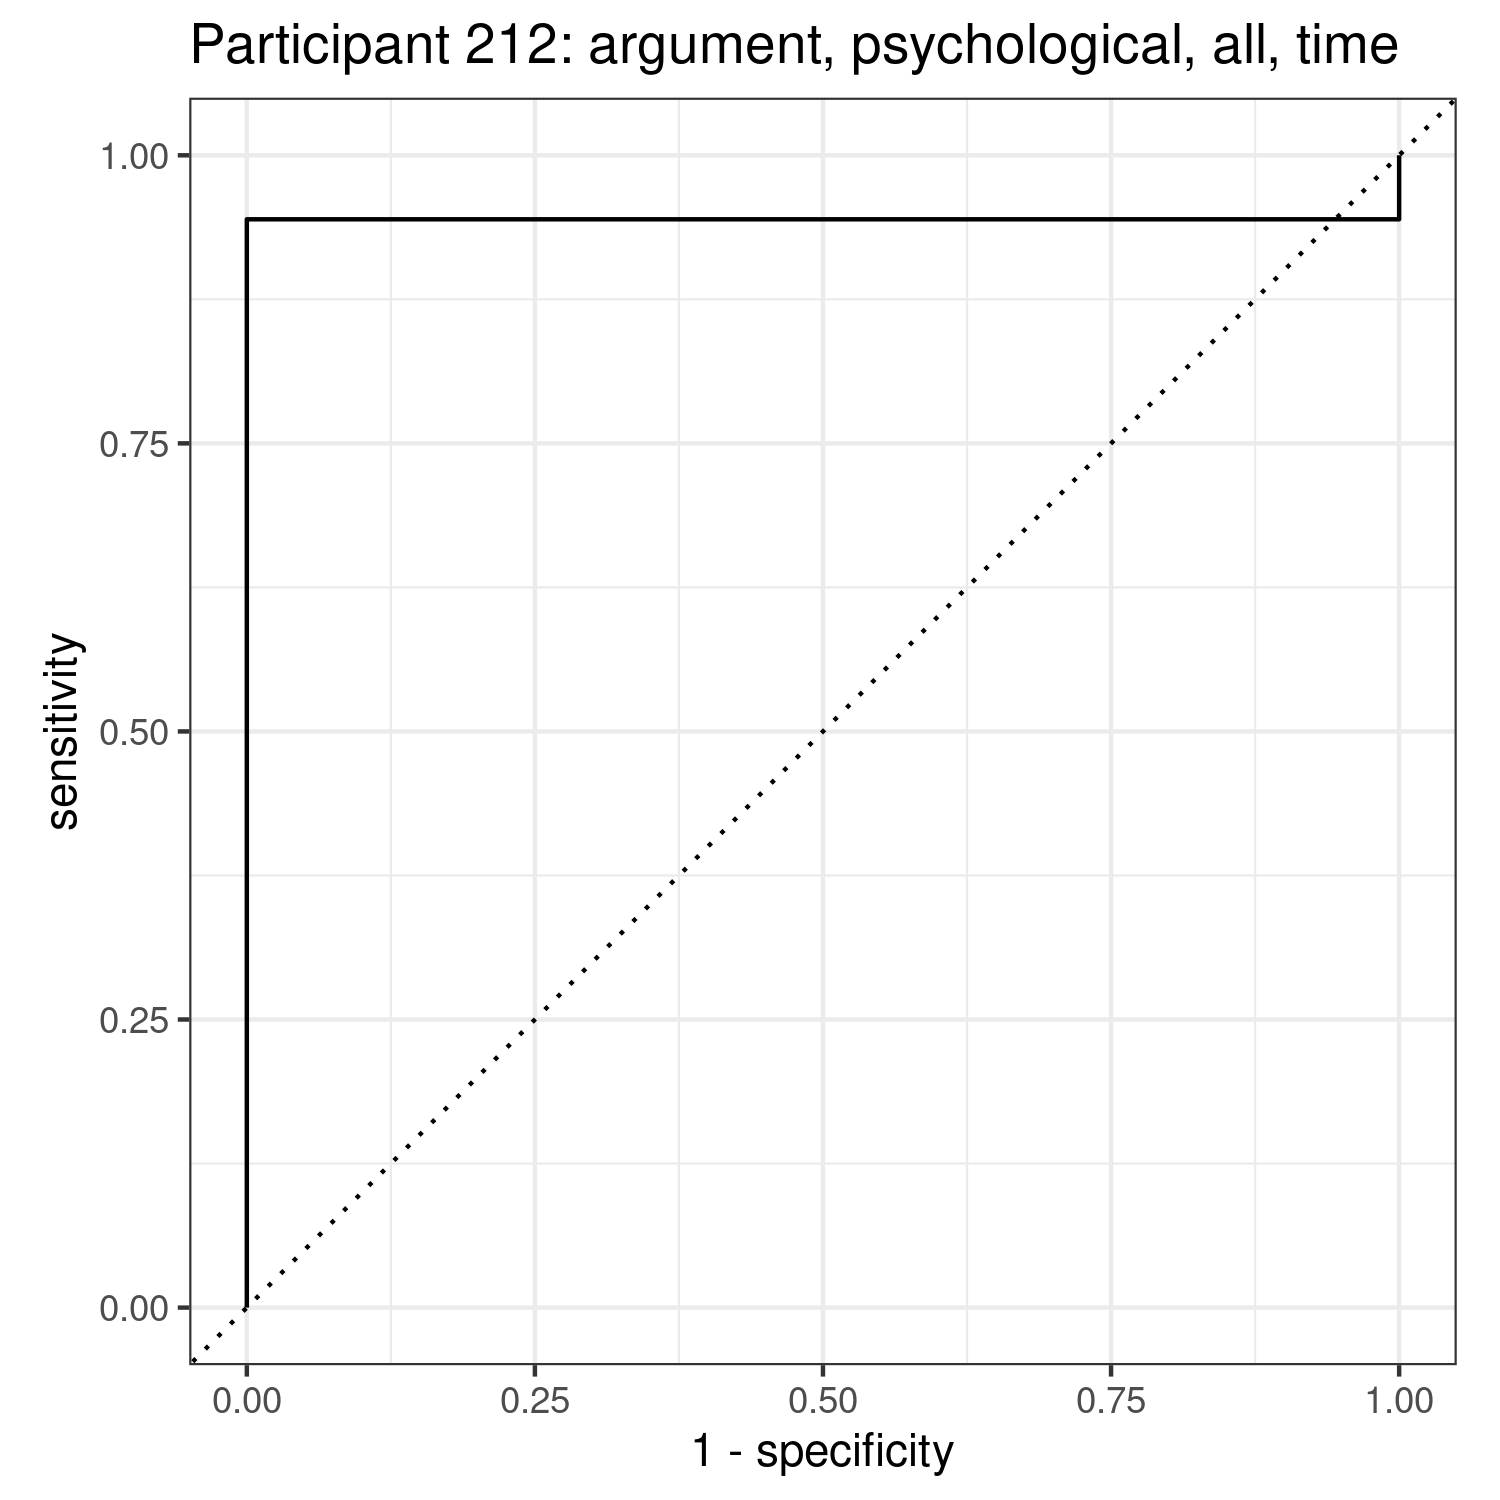 Participant 212: argument, psychological, all, time
1.00
0.75
0.50
0.25
0.00
sensitivity
0.00 0.25 0.50 0.75 1.00
1 - specificity